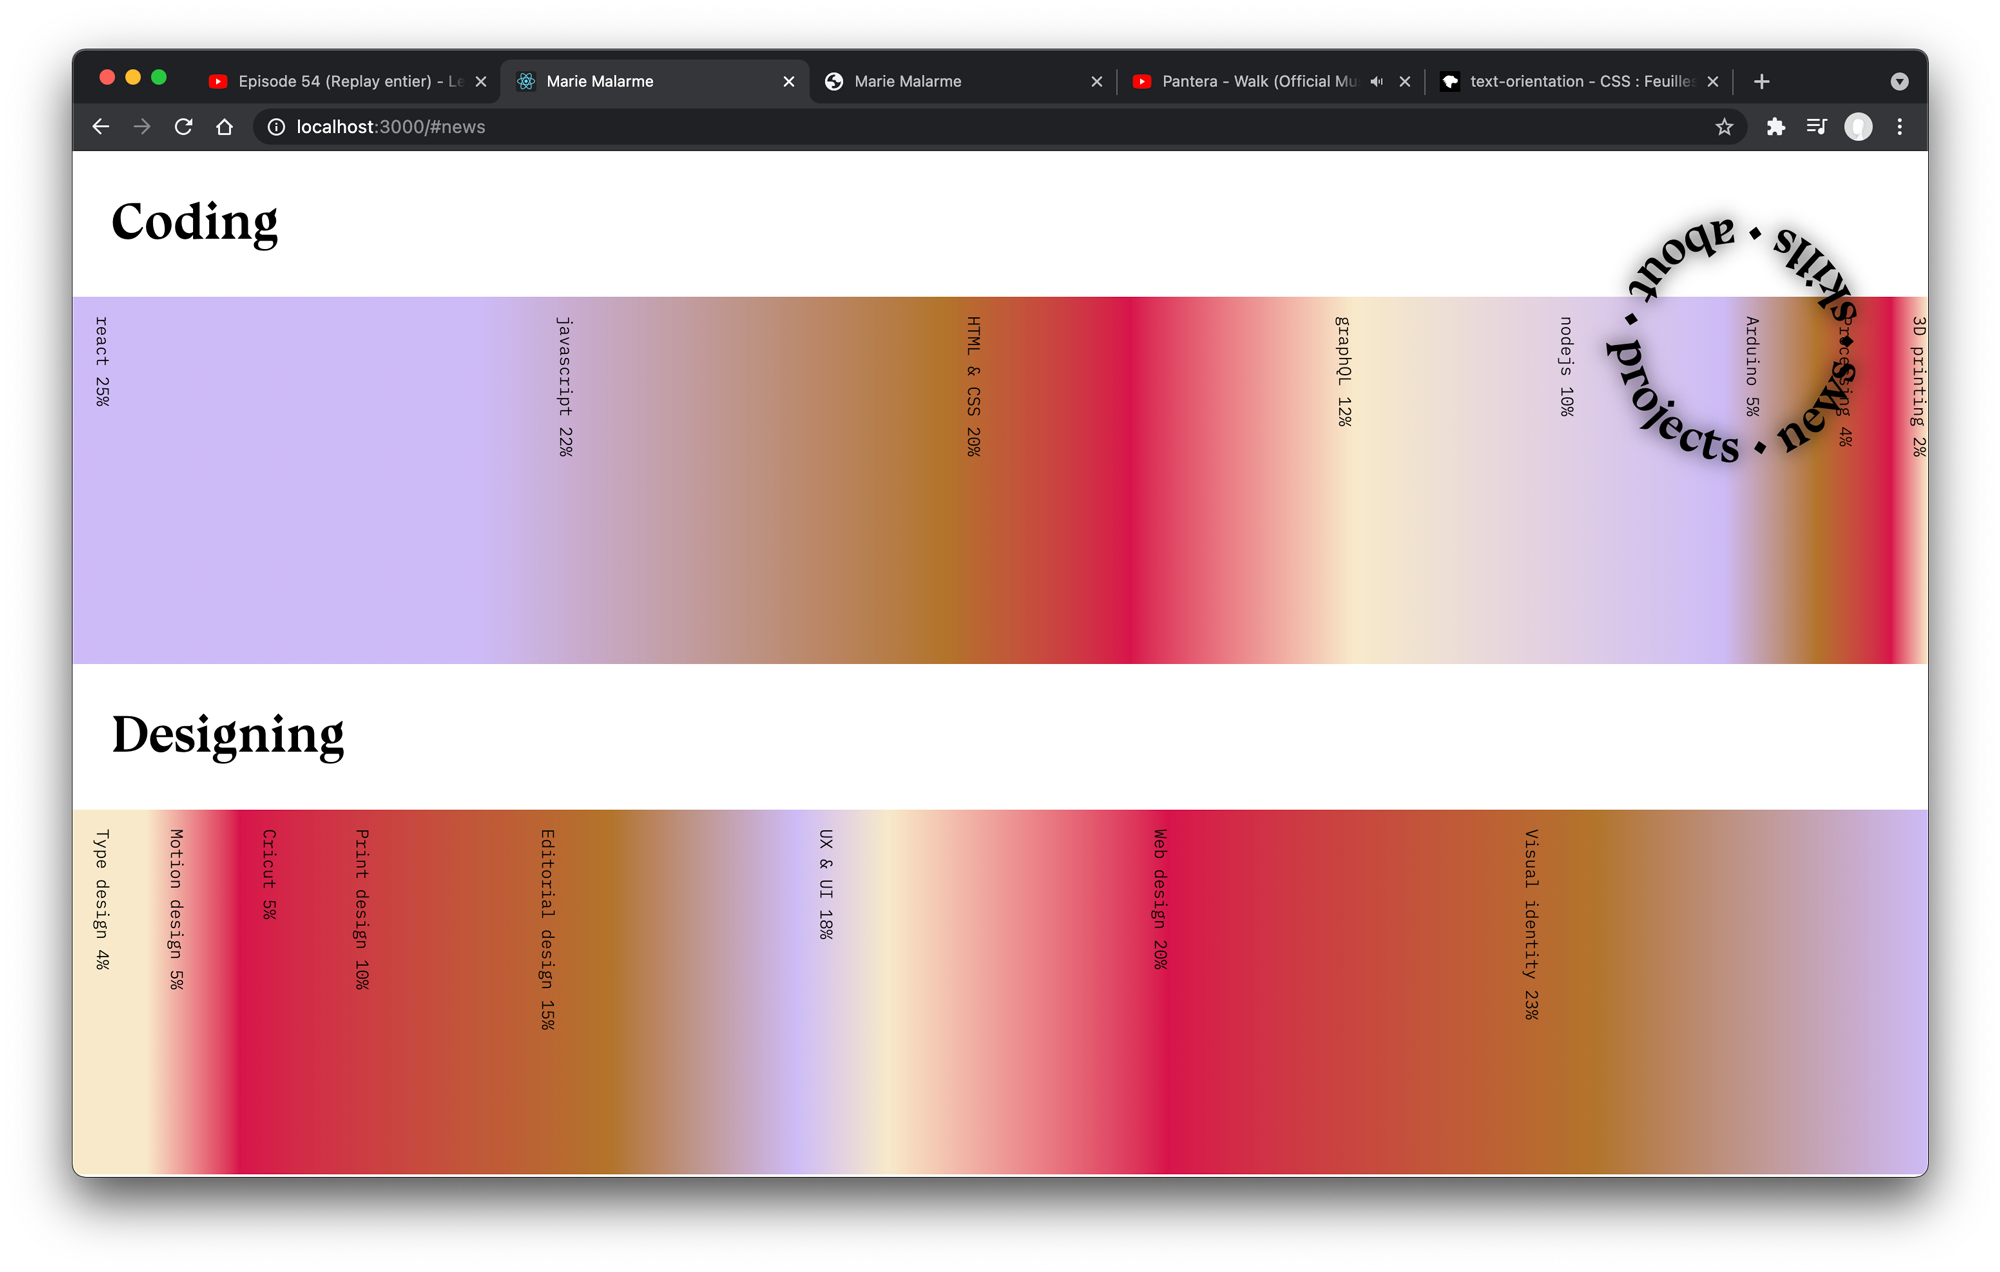 Episode 54 (Replay entier) - Le
Marie Malarme
Marie Malarme
Pantera - Walk (Official Mu
text-orientation - CSS : Feuilles
localhost:3000/#news
Coding
about · skills · news · projects ·
react 25%
javascript 22%
HTML & CSS 20%
graphQL 12%
nodejs 10%
Arduino 5%
Processing 4%
3D printing 2%
Designing
Type design 4%
Motion design 5%
Cricut 5%
Print design 10%
Editorial design 15%
UX & UI 18%
Web design 20%
Visual identity 23%